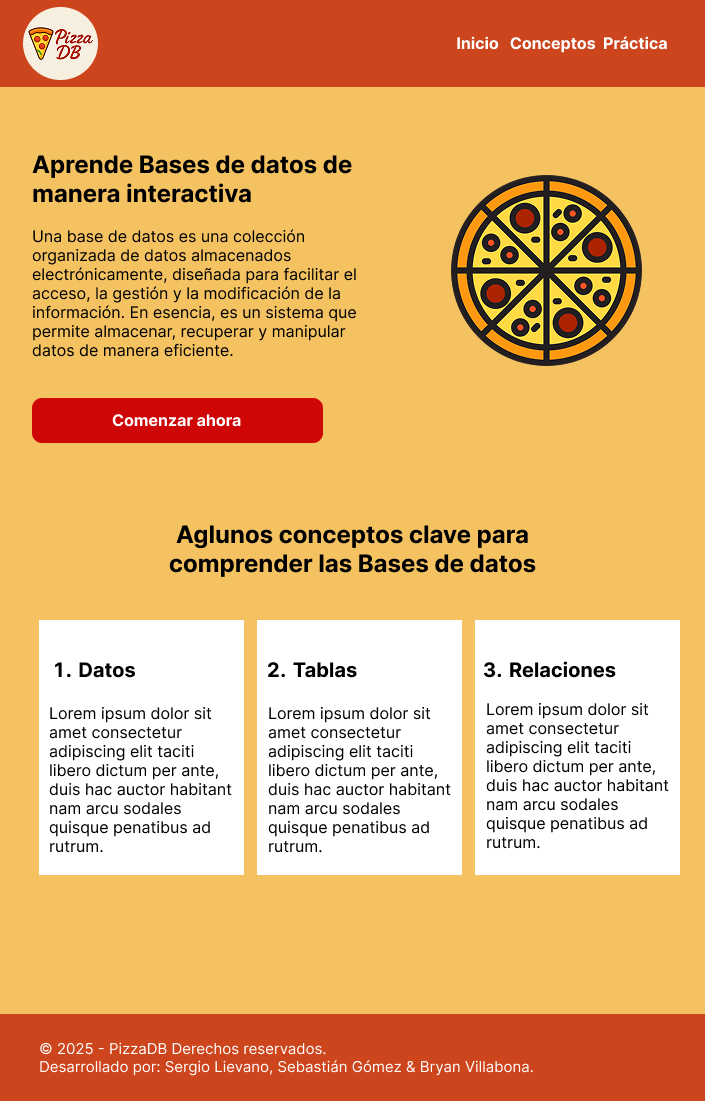 Pizza
DB
Inicio Conceptos Práctica
Aprende Bases de datos de
manera interactiva
Una base de datos es una colección
organizada de datos almacenados
electrónicamente, diseñada para facilitar el
acceso, la gestión y la modificación de la
información. En esencia, es un sistema que
permite almacenar, recuperar y manipular
datos de manera eficiente.
Comenzar ahora
Aglunos conceptos clave para
comprender las Bases de datos
1. Datos
Lorem ipsum dolor sit
amet consectetur
adipiscing elit taciti
libero dictum per ante,
duis hac auctor habitant
nam arcu sodales
quisque penatibus ad
rutrum.
2. Tablas
Lorem ipsum dolor sit
amet consectetur
adipiscing elit taciti
libero dictum per ante,
duis hac auctor habitant
nam arcu sodales
quisque penatibus ad
rutrum.
3. Relaciones
Lorem ipsum dolor sit
amet consectetur
adipiscing elit taciti
libero dictum per ante,
duis hac auctor habitant
nam arcu sodales
quisque penatibus ad
rutrum.
© 2025 - PizzaDB Derechos reservados.
Desarrollado por: Sergio Lievano, Sebastián Gómez & Bryan Villabona.